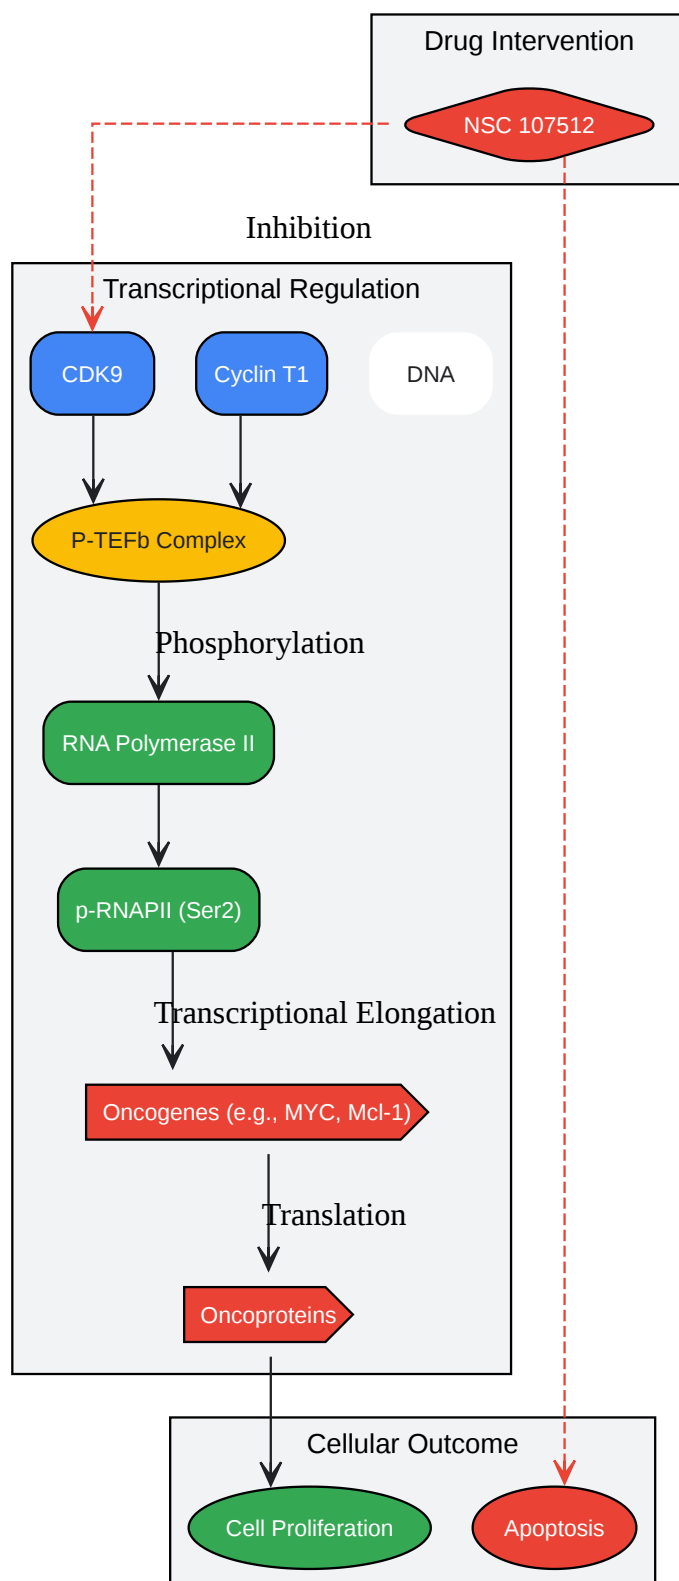 Drug Intervention
NSC 107512
Inhibition
Transcriptional Regulation
CDK9
Cyclin T1
DNA
P-TEFb Complex
Phosphorylation
RNA Polymerase II
p-RNAPII (Ser2)
Transcriptional Elongation
Oncogenes (e.g., MYC, Mcl-1)
Translation
Oncoproteins
Cellular Outcome
Cell Proliferation
Apoptosis